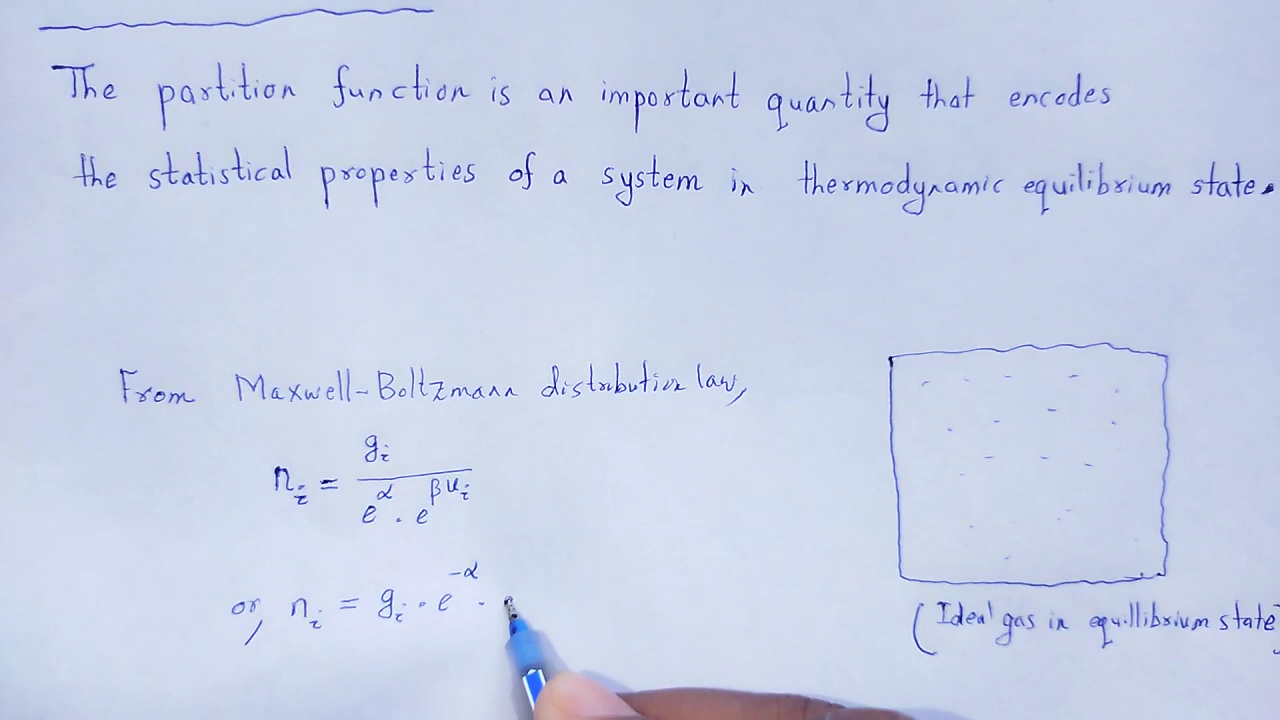 The partition function is an important quantity that encodes
the statistical properties of a system in thermodynamic equilibrium state.
From Maxwell-Boltzmann distribution law,
nᵢ = gᵢ / (e^α . e^(βuᵢ))
or, nᵢ = gᵢ . e^(-α) .
(Ideal gas in equillibrium state)